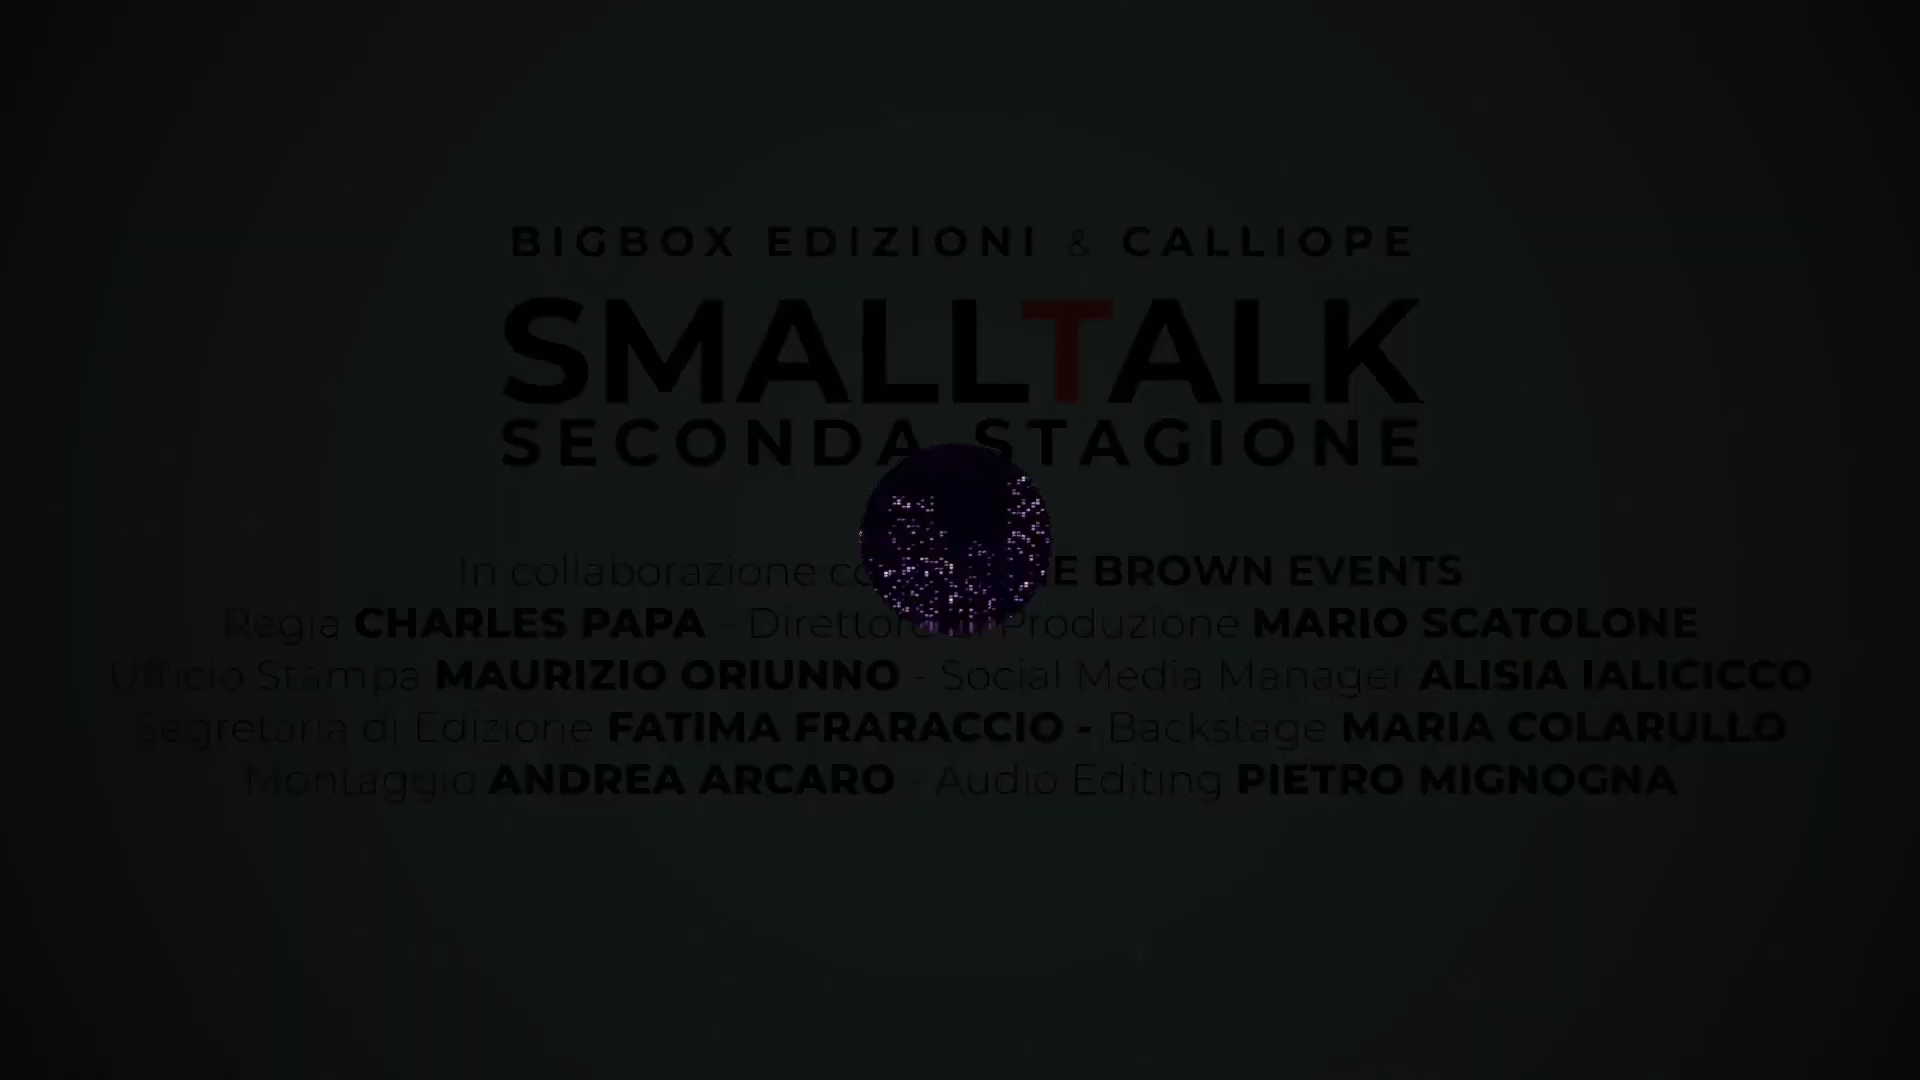 BIGBOX EDIZIONI & CALLIOPE
SMALLTALK
SECONDA STAGIONE
In collaborazione BROWN EVENTS
Regia CHARLES PAPA - Direttore di Produzione MARIO SCATOLONE
Ufficio Stampa MAURIZIO ORIUNNO - Social Media Manager ALISIA IALICICCO
Segretaria di Edizione FATIMA FRARACCIO - Backstage MARIA COLARULLO
Montaggio ANDREA ARCARO - Audio Editing PIETRO MIGNOGNA